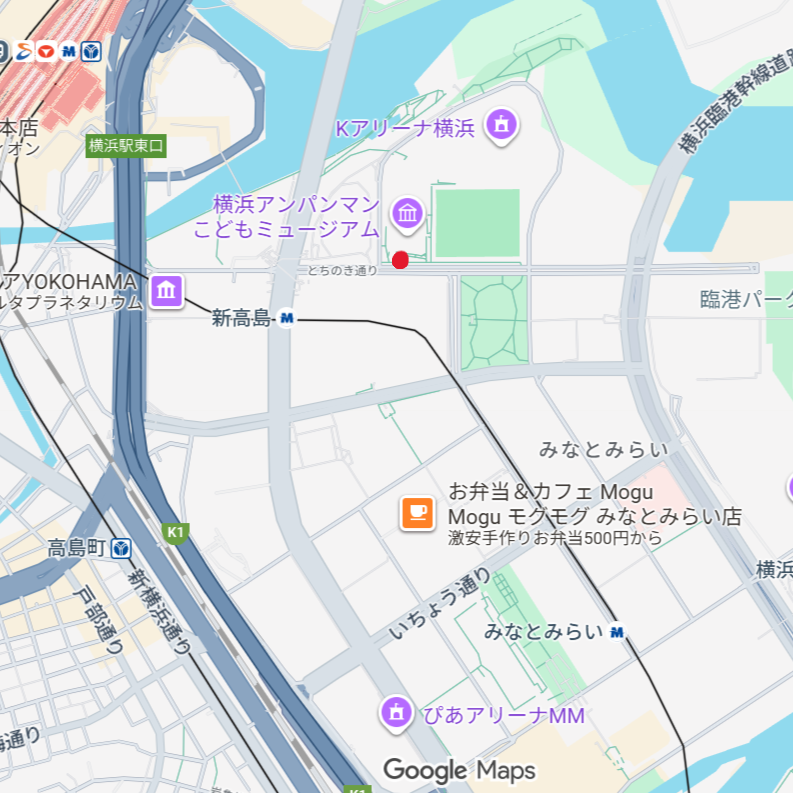 横浜駅東口
本店
ィオン
Kアリーナ横浜
横浜臨港幹線道路
横浜アンパンマン
こどもミュージアム
とちのき通り
アYOKOHAMA
ルタプラネタリウム
新高島
臨港パーク
みなとみらい
お弁当&カフェ Mogu
Mogu モグモグ みなとみらい店
激安手作りお弁当500円から
K1
高島町
新横浜通り
戸部通り
横浜
いちょう通り
みなとみらい
ぴあアリーナMM
通り
Google Maps
K1